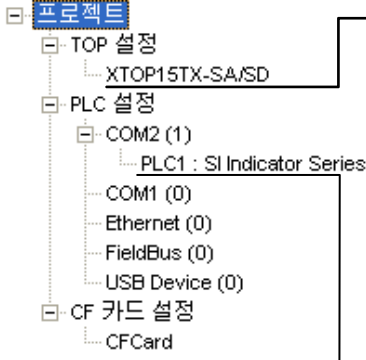 프로젝트
TOP 설정
XTOP15TX-SA/SD
PLC 설정
COM2 (1)
PLC1 : SI Indicator Series
COM1 (0)
Ethernet (0)
FieldBus (0)
USB Device (0)
CF 카드 설정
CFCard